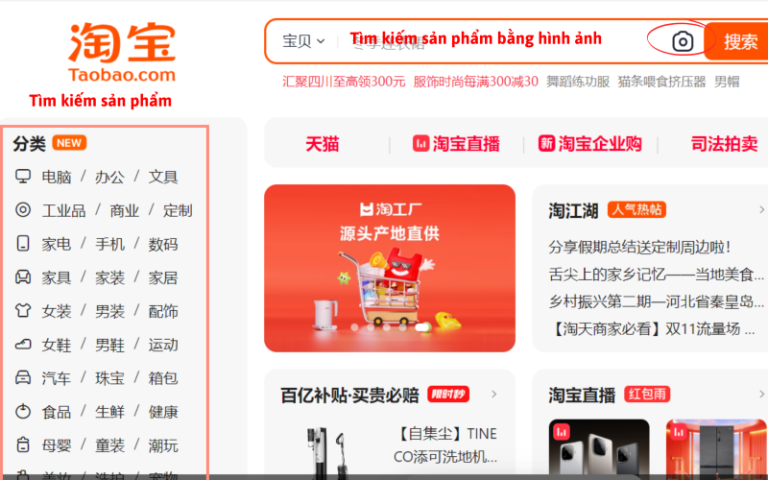 淘宝
Taobao.com
Tìm kiếm sản phẩm
宝贝
Tìm kiếm sản phẩm bằng hình ảnh
搜索
汇聚四川至高领300元 服饰时尚每满300减30 舞蹈练功服 猫条喂食挤压器 男帽
分类 NEW
电脑 / 办公 / 文具
工业品 / 商业 / 定制
家电 / 手机 / 数码
家具 / 家装 / 家居
女装 / 男装 / 配饰
女鞋 / 男鞋 / 运动
汽车 / 珠宝 / 箱包
食品 / 生鲜 / 健康
母婴 / 童装 / 潮玩
美妆 / 洗护 / 宠物
天猫 淘宝直播 新 淘宝企业购 司法拍卖
淘工厂
源头产地直供
淘江湖 人气热帖
分享假期总结送定制周边啦！
舌尖上的家乡记忆——当地美食...
乡村振兴第二期—河北省秦皇岛...
【淘天商家必看】双11流量场 ...
百亿补贴·买贵必赔 限时秒
【自集尘】TINE
CO添可洗地机...
淘宝直播 红包雨